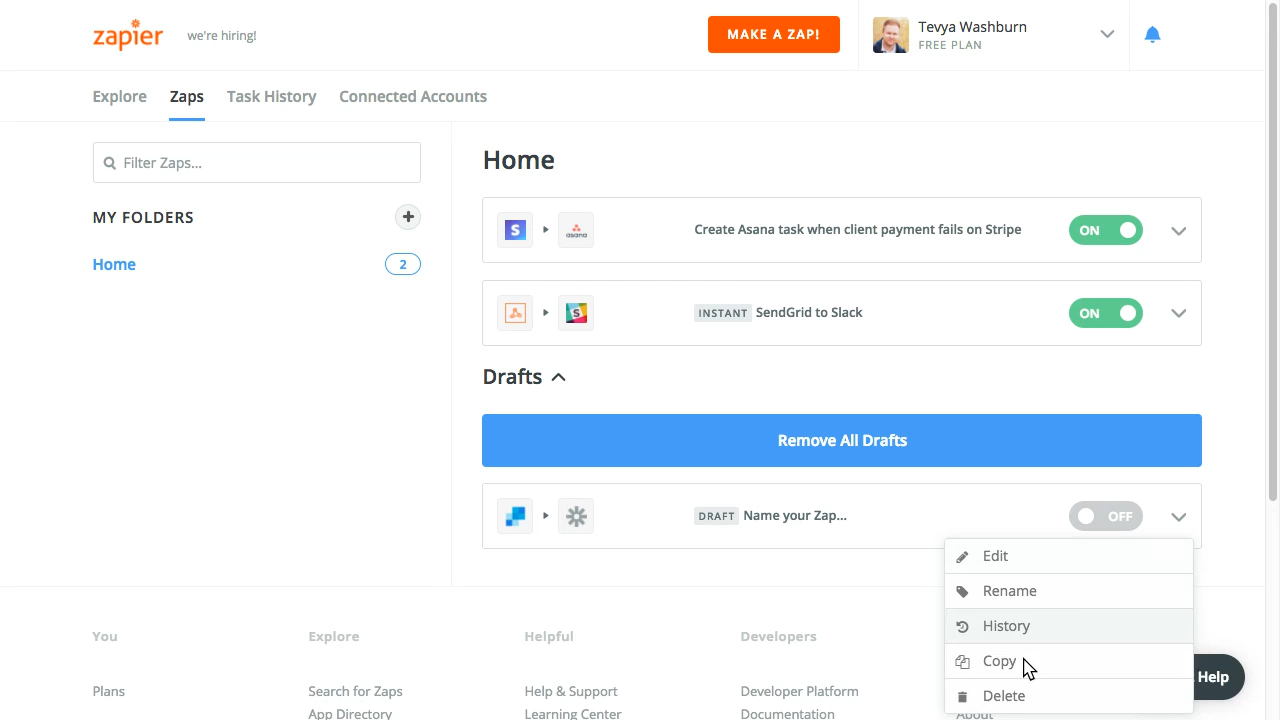 zapier
we're hiring!
MAKE A ZAP!
Tevya Washburn
FREE PLAN
Explore
Zaps
Task History
Connected Accounts
Filter Zaps...
MY FOLDERS
Home
2
Home
S
asana
Create Asana task when client payment fails on Stripe
ON
S
INSTANT SendGrid to Slack
ON
Drafts
Remove All Drafts
DRAFT Name your Zap...
OFF
Edit
Rename
History
Copy
Delete
Help
You
Explore
Helpful
Developers
Plans
Search for Zaps
Help & Support
Developer Platform
App Directory
Learning Center
Documentation
About